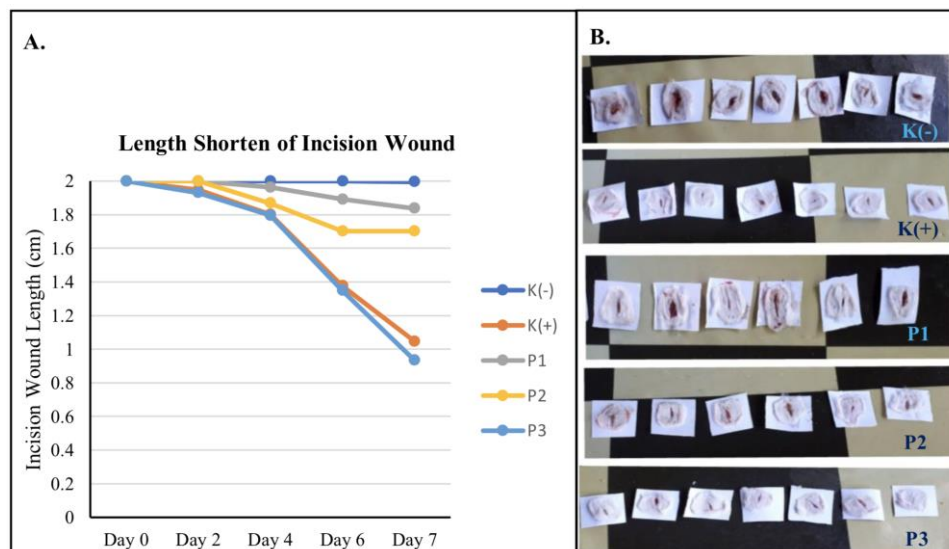 A.
Length Shorten of Incision Wound
Incision Wound Length (cm)
2
1.8
1.6
1.4
1.2
1
0.8
0.6
0.4
0.2
0
Day 0 Day 2 Day 4 Day 6 Day 7
K(-)
K(+)
P1
P2
P3
B.
K(-)
K(+)
P1
P2
P3